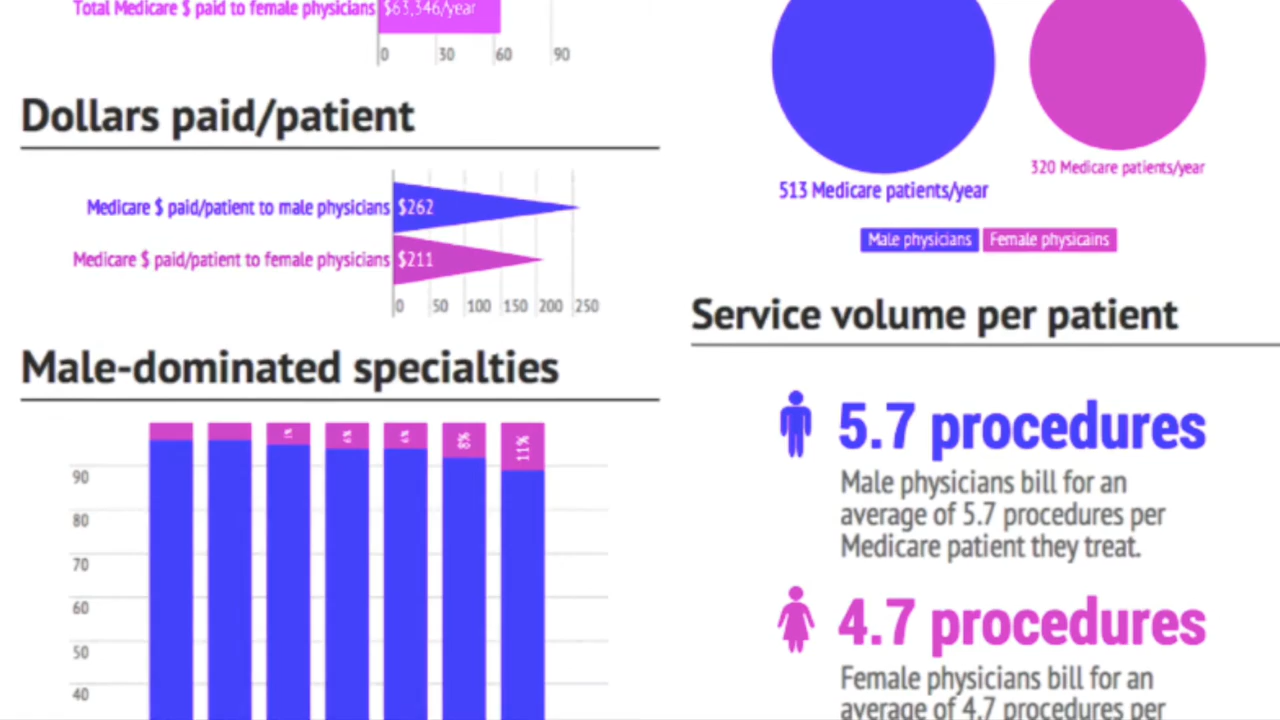 Total Medicare $ paid to female physicians
$63,346/year
0 30 60 90
Dollars paid/patient
Medicare $ paid/patient to male physicians
$262
Medicare $ paid/patient to female physicians
$211
0 50 100 150 200 250
Male-dominated specialties
6%
6%
8%
11%
90
80
70
60
50
40
513 Medicare patients/year
320 Medicare patients/year
Male physicians
Female physicains
Service volume per patient
5.7 procedures
Male physicians bill for an
average of 5.7 procedures per
Medicare patient they treat.
4.7 procedures
Female physicians bill for an
average of 4.7 procedures per